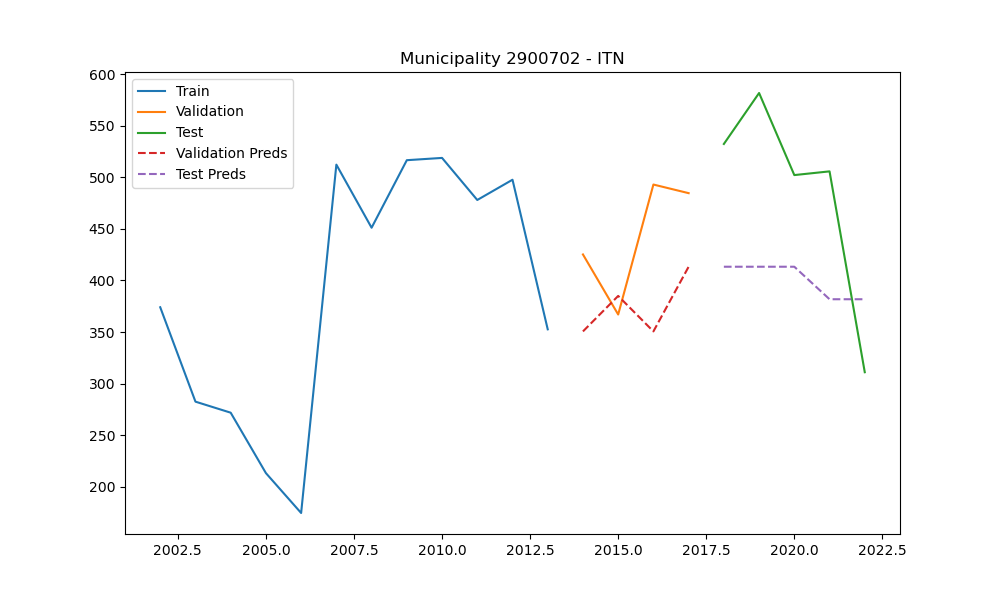 Municipality 2900702 - ITN
Train
Validation
Test
Validation Preds
Test Preds
600
550
500
450
400
350
300
250
200
2002.5 2005.0 2007.5 2010.0 2012.5 2015.0 2017.5 2020.0 2022.5